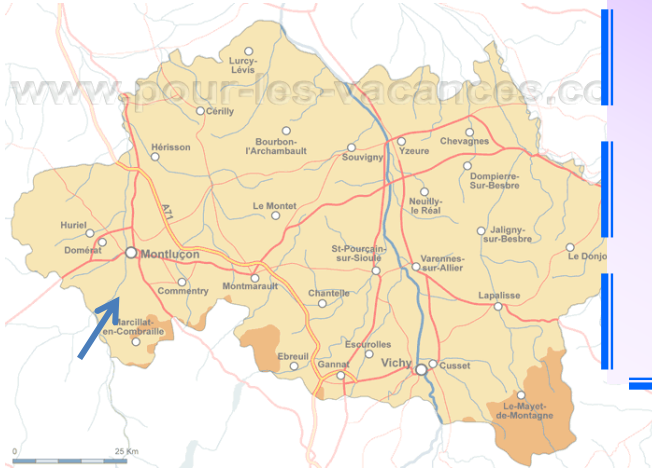 Lurcy-
Lévis
www.pour-les-vacances.co
Cérilly
Bourbon-
l'Archambault
Hérisson
Souvigny
Yzeure
Chevagnes
A71
Dompierre-
Sur-Besbre
Le Montet
Neuilly-
le Réal
Huriel
Domérat
Montluçon
Jaligny-
sur-Besbre
Le Donjo
St-Pourçain-
sur-Sioule
Varennes-
sur-Allier
Commentry
Montmarault
Chantelle
Lapalisse
Marcillat-
en-Combraille
Escurolles
Ebreuil
Gannat
Vichy
Cusset
Le-Mayet-
de-Montagne
0
25 Km